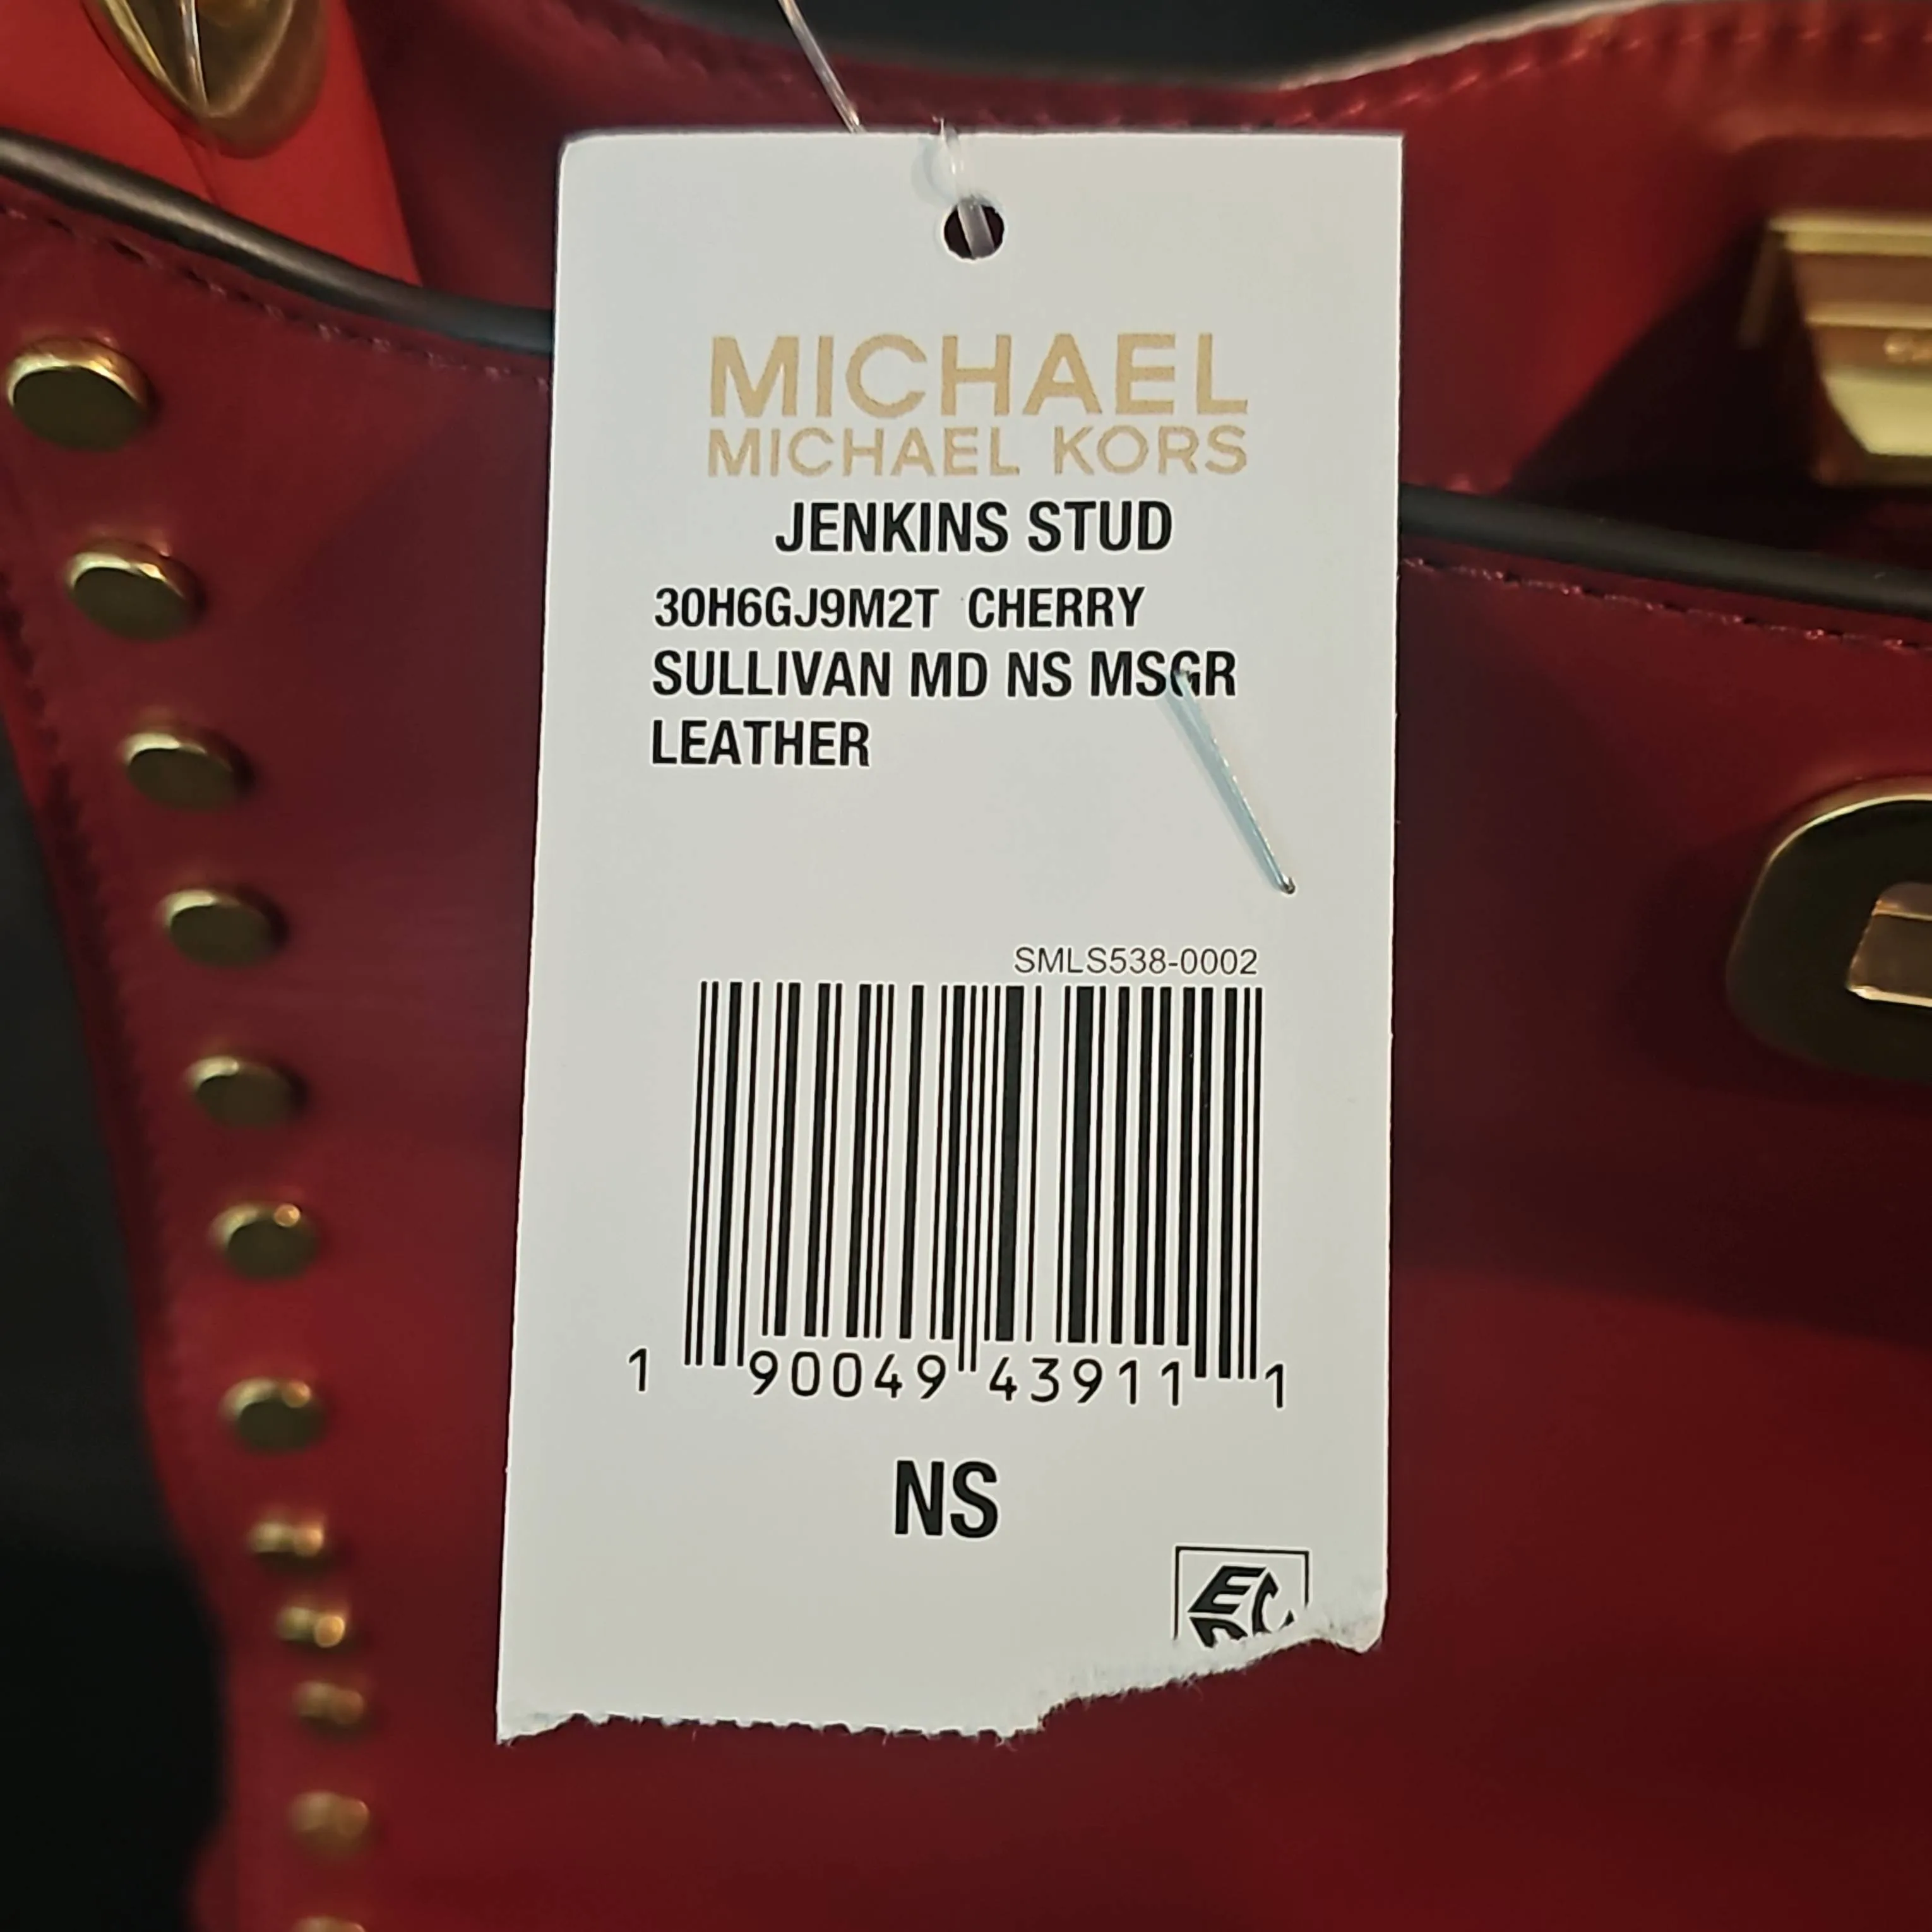 MICHAEL
MICHAEL KORS
JENKINS STUD
30H6GJ9M2T CHERRY
SULLIVAN MD NS MSGR
LEATHER
SMLS538-0002
1 90049 43911 1
NS
EC